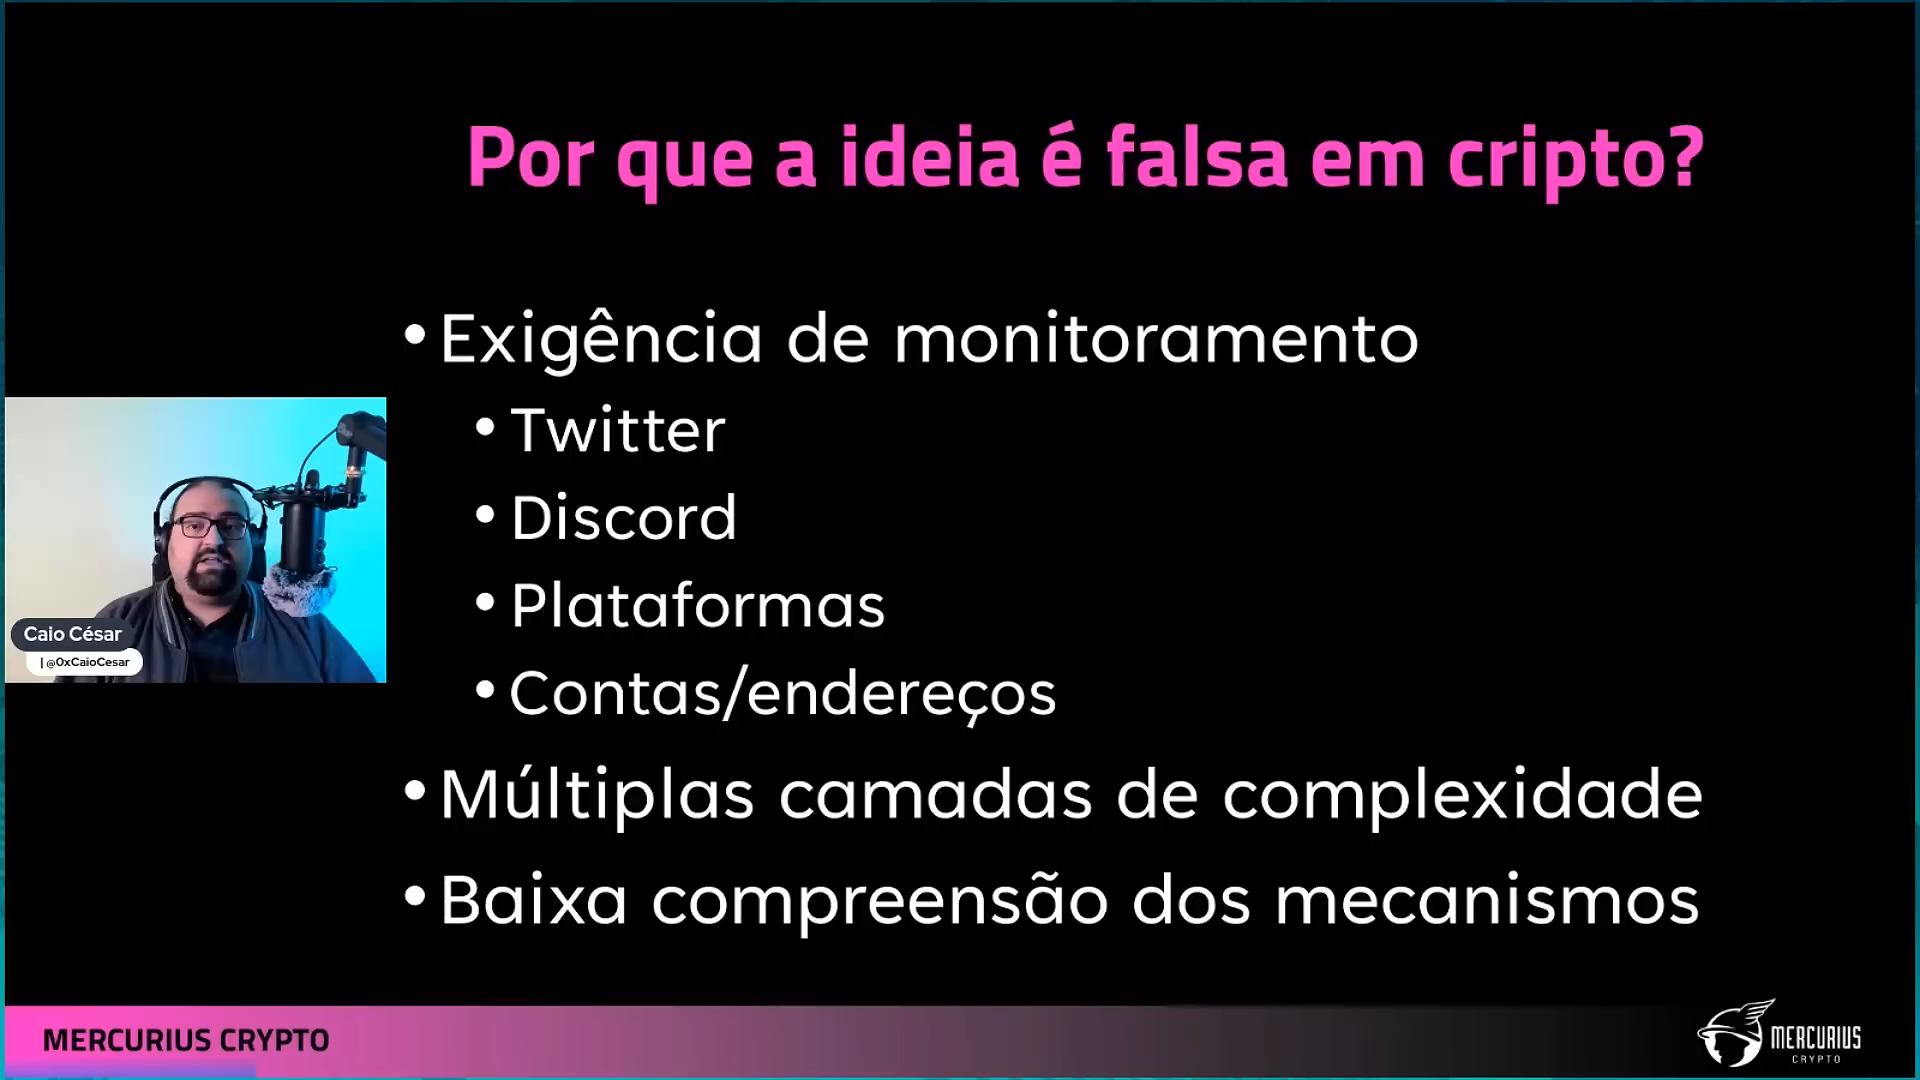 Por que a ideia é falsa em cripto?
• Exigência de monitoramento
• Twitter
• Discord
• Plataformas
• Contas/endereços
• Múltiplas camadas de complexidade
• Baixa compreensão dos mecanismos
Caio César
| @0xCaioCesar
MERCURIUS CRYPTO
MERCURIUS
CRYPTO